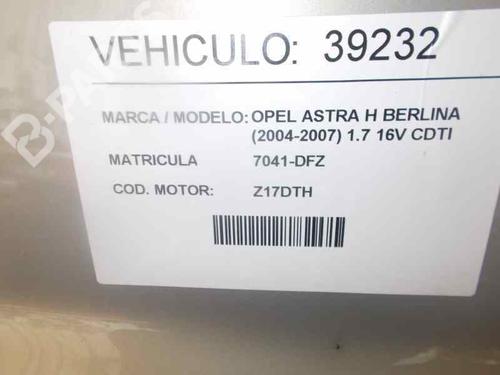 VEHICULO: 39232
MARCA / MODELO: OPEL ASTRA H BERLINA
(2004-2007) 1.7 16V CDTI
MATRICULA 7041-DFZ
COD. MOTOR: Z17DTH